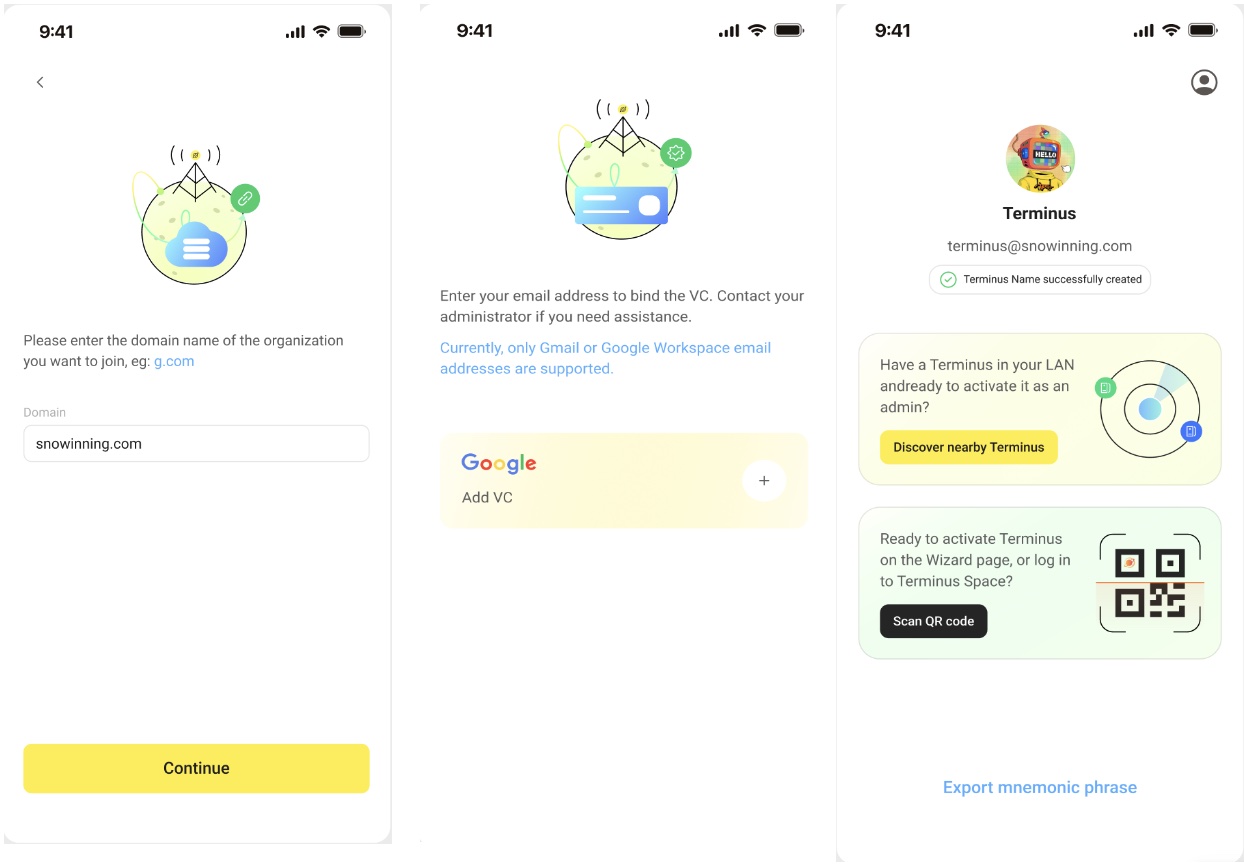 9:41
Please enter the domain name of the organization
you want to join, eg: g.com
Domain
snowinning.com
Continue
9:41
Enter your email address to bind the VC. Contact your
administrator if you need assistance.
Currently, only Gmail or Google Workspace email
addresses are supported.
Google
Add VC
9:41
HELLO
Terminus
terminus@snowinning.com
Terminus Name successfully created
Have a Terminus in your LAN
andready to activate it as an
admin?
Discover nearby Terminus
Ready to activate Terminus
on the Wizard page, or log in
to Terminus Space?
Scan QR code
Export mnemonic phrase